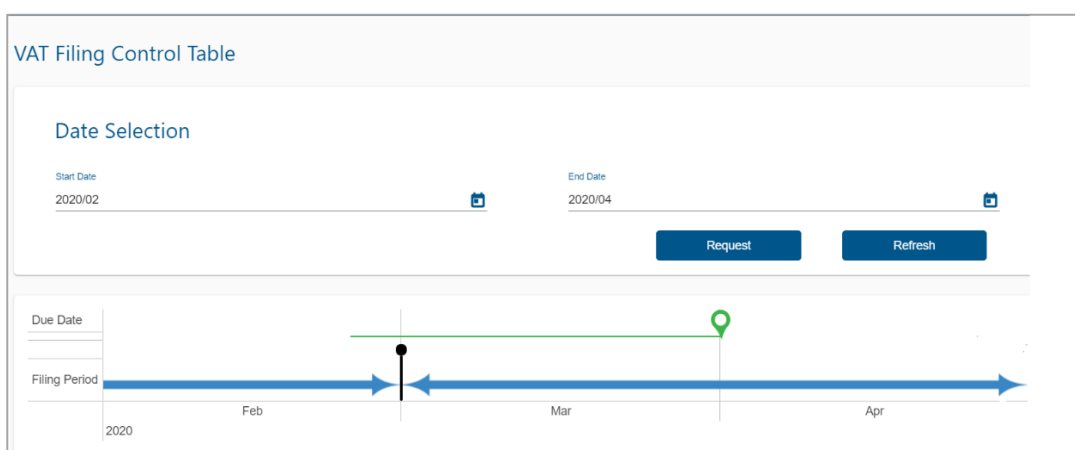 VAT Filing Control Table
Date Selection
Start Date
End Date
2020/02
2020/04
Request
Refresh
Due Date
Filing Period
Feb
Mar
Apr
2020